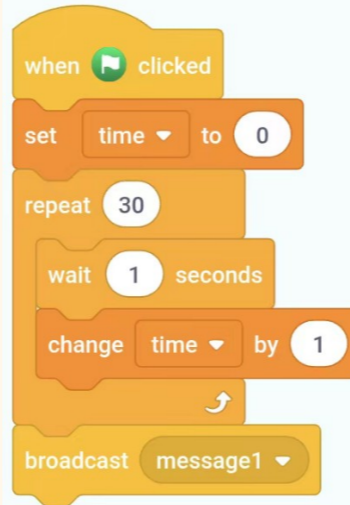 when clicked
set time to 0
repeat 30
wait 1 seconds
change time by 1
broadcast message1